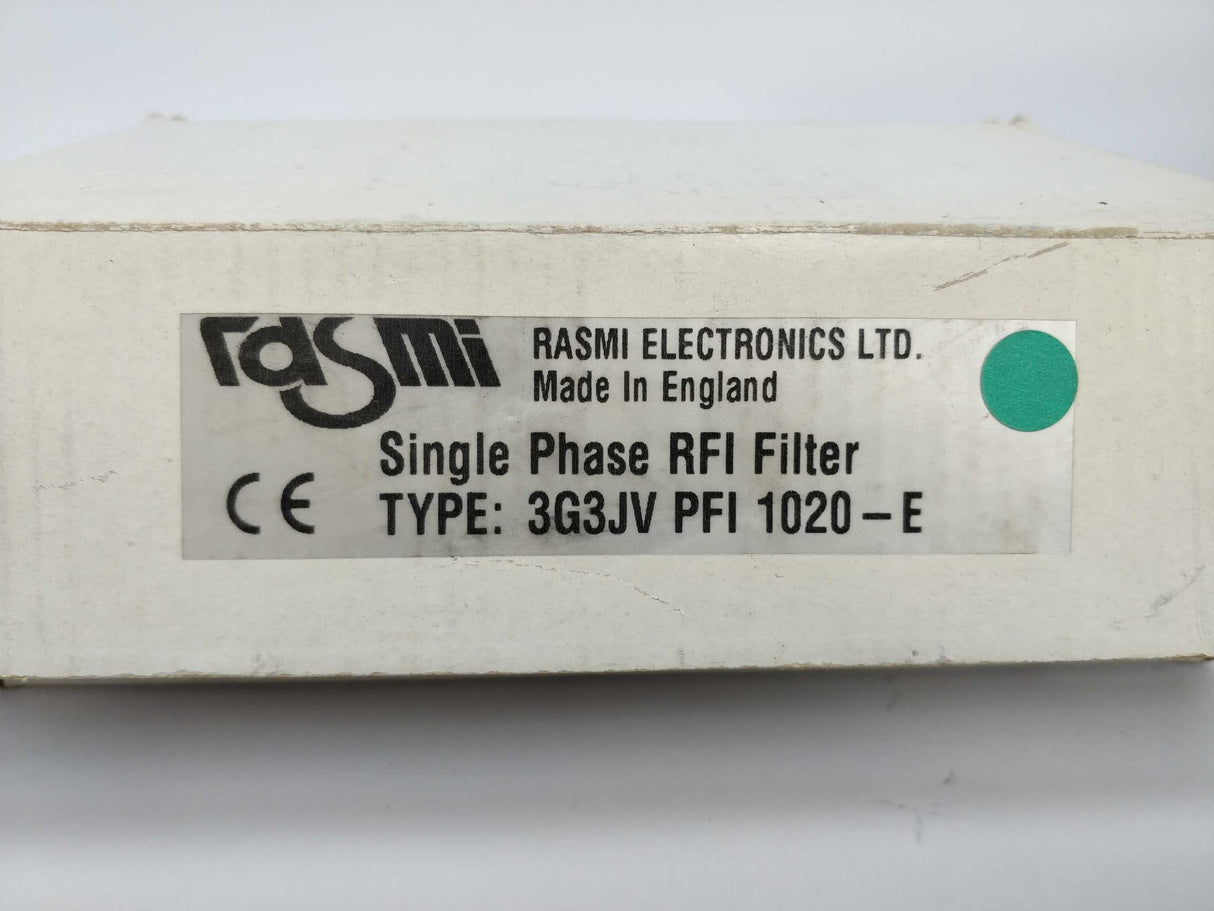 rasmi
RASMI ELECTRONICS LTD.
Made In England
Single Phase RFI Filter
CE TYPE: 3G3JV PFI 1020-E